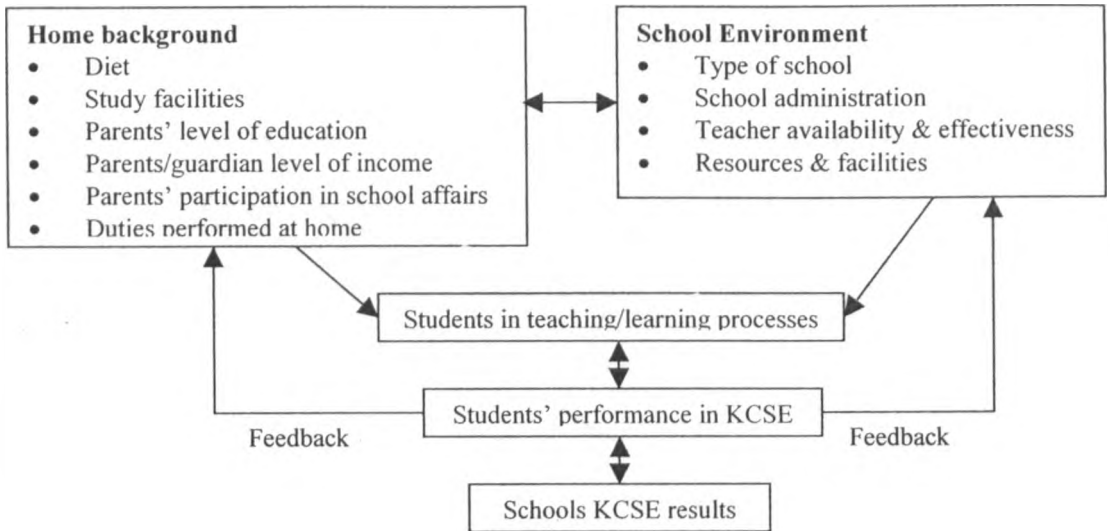 Home background
• Diet
• Study facilities
• Parents' level of education
• Parents/guardian level of income
• Parents' participation in school affairs
• Duties performed at home
School Environment
• Type of school
• School administration
• Teacher availability & effectiveness
• Resources & facilities
Students in teaching/learning processes
Students' performance in KCSE
Feedback
Feedback
Schools KCSE results